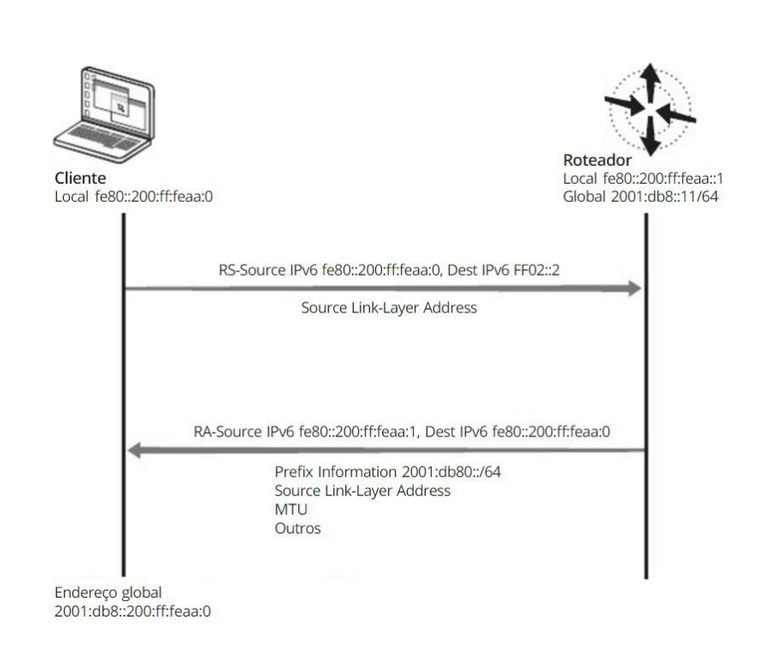 Cliente
Local fe80::200:ff:feaa:0
Roteador
Local fe80::200:ff:feaa::1
Global 2001:db8::11/64
RS-Source IPv6 fe80::200:ff:feaa:0, Dest IPv6 FF02::2
Source Link-Layer Address
RA-Source IPv6 fe80::200:ff:feaa:1, Dest IPv6 fe80::200:ff:feaa:0
Prefix Information 2001:db80::/64
Source Link-Layer Address
MTU
Outros
Endereço global
2001:db8::200:ff:feaa:0